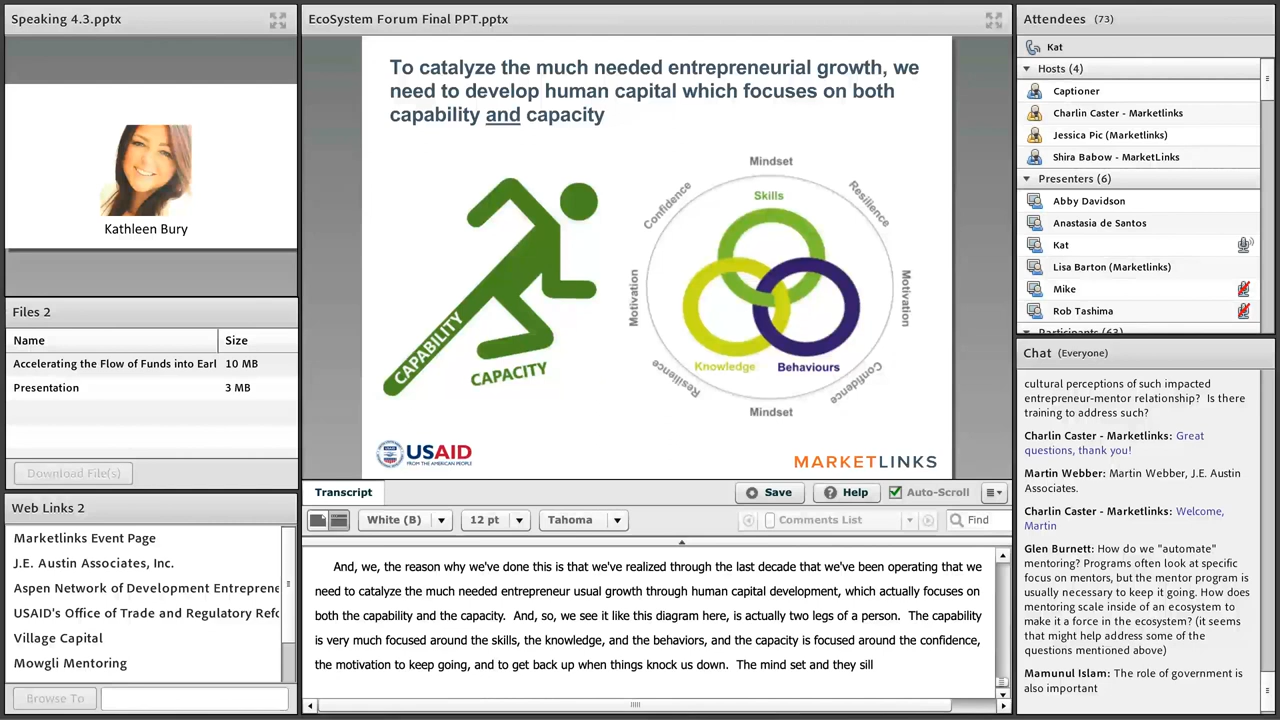 Speaking 4.3.pptx
Kathleen Bury
Files 2
Name Size
Accelerating the Flow of Funds into Earl 10 MB
Presentation 3 MB
Download File(s)
Web Links 2
Marketlinks Event Page
J.E. Austin Associates, Inc.
Aspen Network of Development Entreprene
USAID's Office of Trade and Regulatory Refo
Village Capital
Mowgli Mentoring
Browse To
EcoSystem Forum Final PPT.pptx
To catalyze the much needed entrepreneurial growth, we
need to develop human capital which focuses on both
capability and capacity
CAPABILITY
CAPACITY
Mindset
Resilience
Motivation
Confidence
Mindset
Resilience
Motivation
Confidence
Skills
Knowledge
Behaviours
USAID
FROM THE AMERICAN PEOPLE
MARKETLINKS
Transcript
Save
Help
Auto-Scroll
White (B)
12 pt
Tahoma
Comments List
Find
And, we, the reason why we've done this is that we've realized through the last decade that we've been operating that we
need to catalyze the much needed entrepreneur usual growth through human capital development, which actually focuses on
both the capability and the capacity. And, so, we see it like this diagram here, is actually two legs of a person. The capability
is very much focused around the skills, the knowledge, and the behaviors, and the capacity is focused around the confidence,
the motivation to keep going, and to get back up when things knock us down. The mind set and they sill
Attendees (73)
Kat
Hosts (4)
Captioner
Charlin Caster - Marketlinks
Jessica Pic (Marketlinks)
Shira Babow - MarketLinks
Presenters (6)
Abby Davidson
Anastasia de Santos
Kat
Lisa Barton (Marketlinks)
Mike
Rob Tashima
Participants (63)
Chat (Everyone)
cultural perceptions of such impacted
entrepreneur-mentor relationship? Is there
training to address such?
Charlin Caster - Marketlinks: Great
questions, thank you!
Martin Webber: Martin Webber, J.E. Austin
Associates.
Charlin Caster - Marketlinks: Welcome,
Martin
Glen Burnett: How do we "automate"
mentoring? Programs often look at specific
focus on mentors, but the mentor program is
usually necessary to keep it going. How does
mentoring scale inside of an ecosystem to
make it a force in the ecosystem? (it seems
that might help address some of the
questions mentioned above)
Mamunul Islam: The role of government is
also important